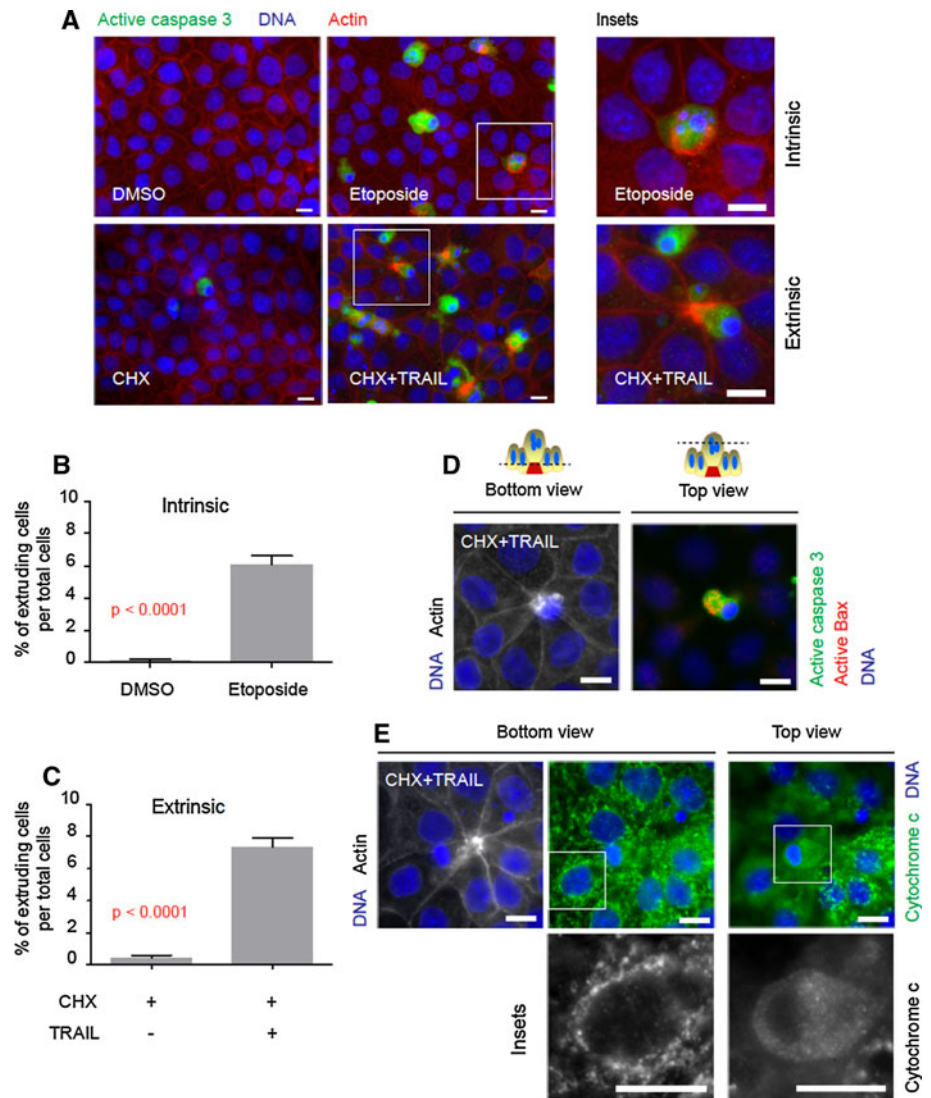 A
Active caspase 3 DNA Actin Insets
DMSO
Etoposide
Etoposide
Intrinsic
CHX
CHX+TRAIL
CHX+TRAIL
Extrinsic
B
Intrinsic
% of extruding cells
per total cells
10
8
6
4
2
0
p < 0.0001
DMSO Etoposide
C
Extrinsic
% of extruding cells
per total cells
10
8
6
4
2
0
p < 0.0001
CHX + +
TRAIL - +
D
Bottom view Top view
CHX+TRAIL
DNA Actin
Active caspase 3
Active Bax
DNA
E
Bottom view Top view
CHX+TRAIL
DNA Actin
Cytochrome c DNA
Insets
Cytochrome c